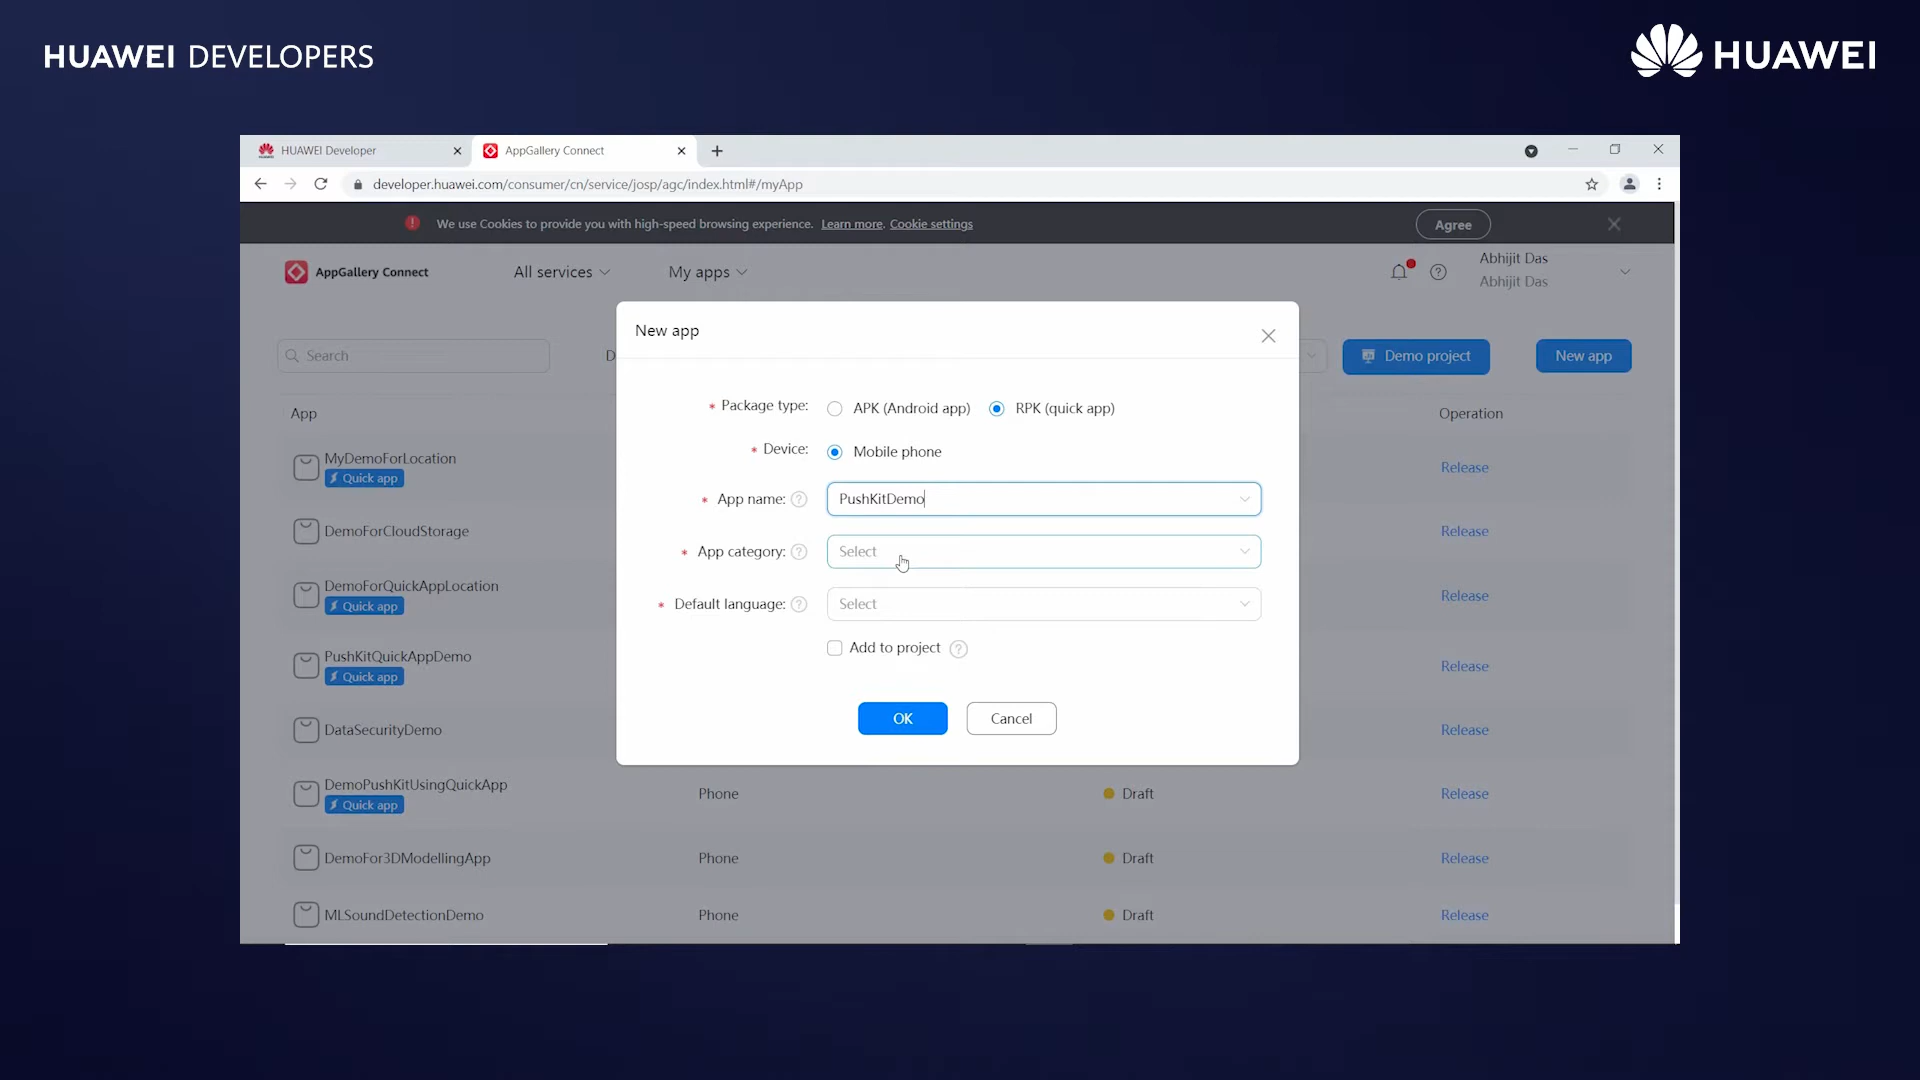 HUAWEI DEVELOPERS
HUAWEI
HUAWEI Developer
AppGallery Connect
developer.huawei.com/consumer/cn/service/josp/agc/index.html#/myApp
We use Cookies to provide you with high-speed browsing experience. Learn more. Cookie settings
Agree
AppGallery Connect
All services
My apps
Abhijit Das
Abhijit Das
New app
Search
D
Demo project
New app
App
Operation
* Package type: APK (Android app) RPK (quick app)
* Device: Mobile phone
* App name: PushKitDemo
* App category: Select
* Default language: Select
Add to project
OK
Cancel
MyDemoForLocation
Quick app
Release
DemoForCloudStorage
Release
DemoForQuickAppLocation
Quick app
Release
PushKitQuickAppDemo
Quick app
Release
DataSecurityDemo
Release
DemoPushKitUsingQuickApp
Quick app
Phone
Draft
Release
DemoFor3DModellingApp
Phone
Draft
Release
MLSoundDetectionDemo
Phone
Draft
Release